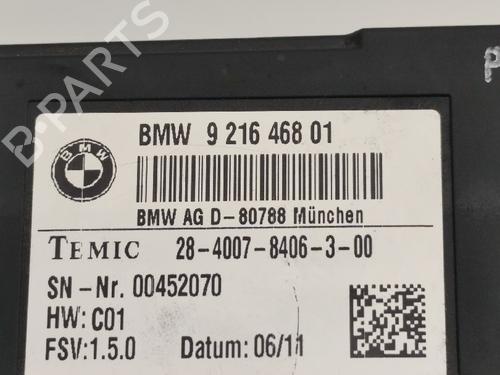 B-PARTS
P
BMW 9 216 468 01
BMW
BMW AG D-80788 München
TEMIC 28-4007-8406-3-00
SN-Nr. 00452070
HW: C01
FSV:1.5.0 Datum: 06/11